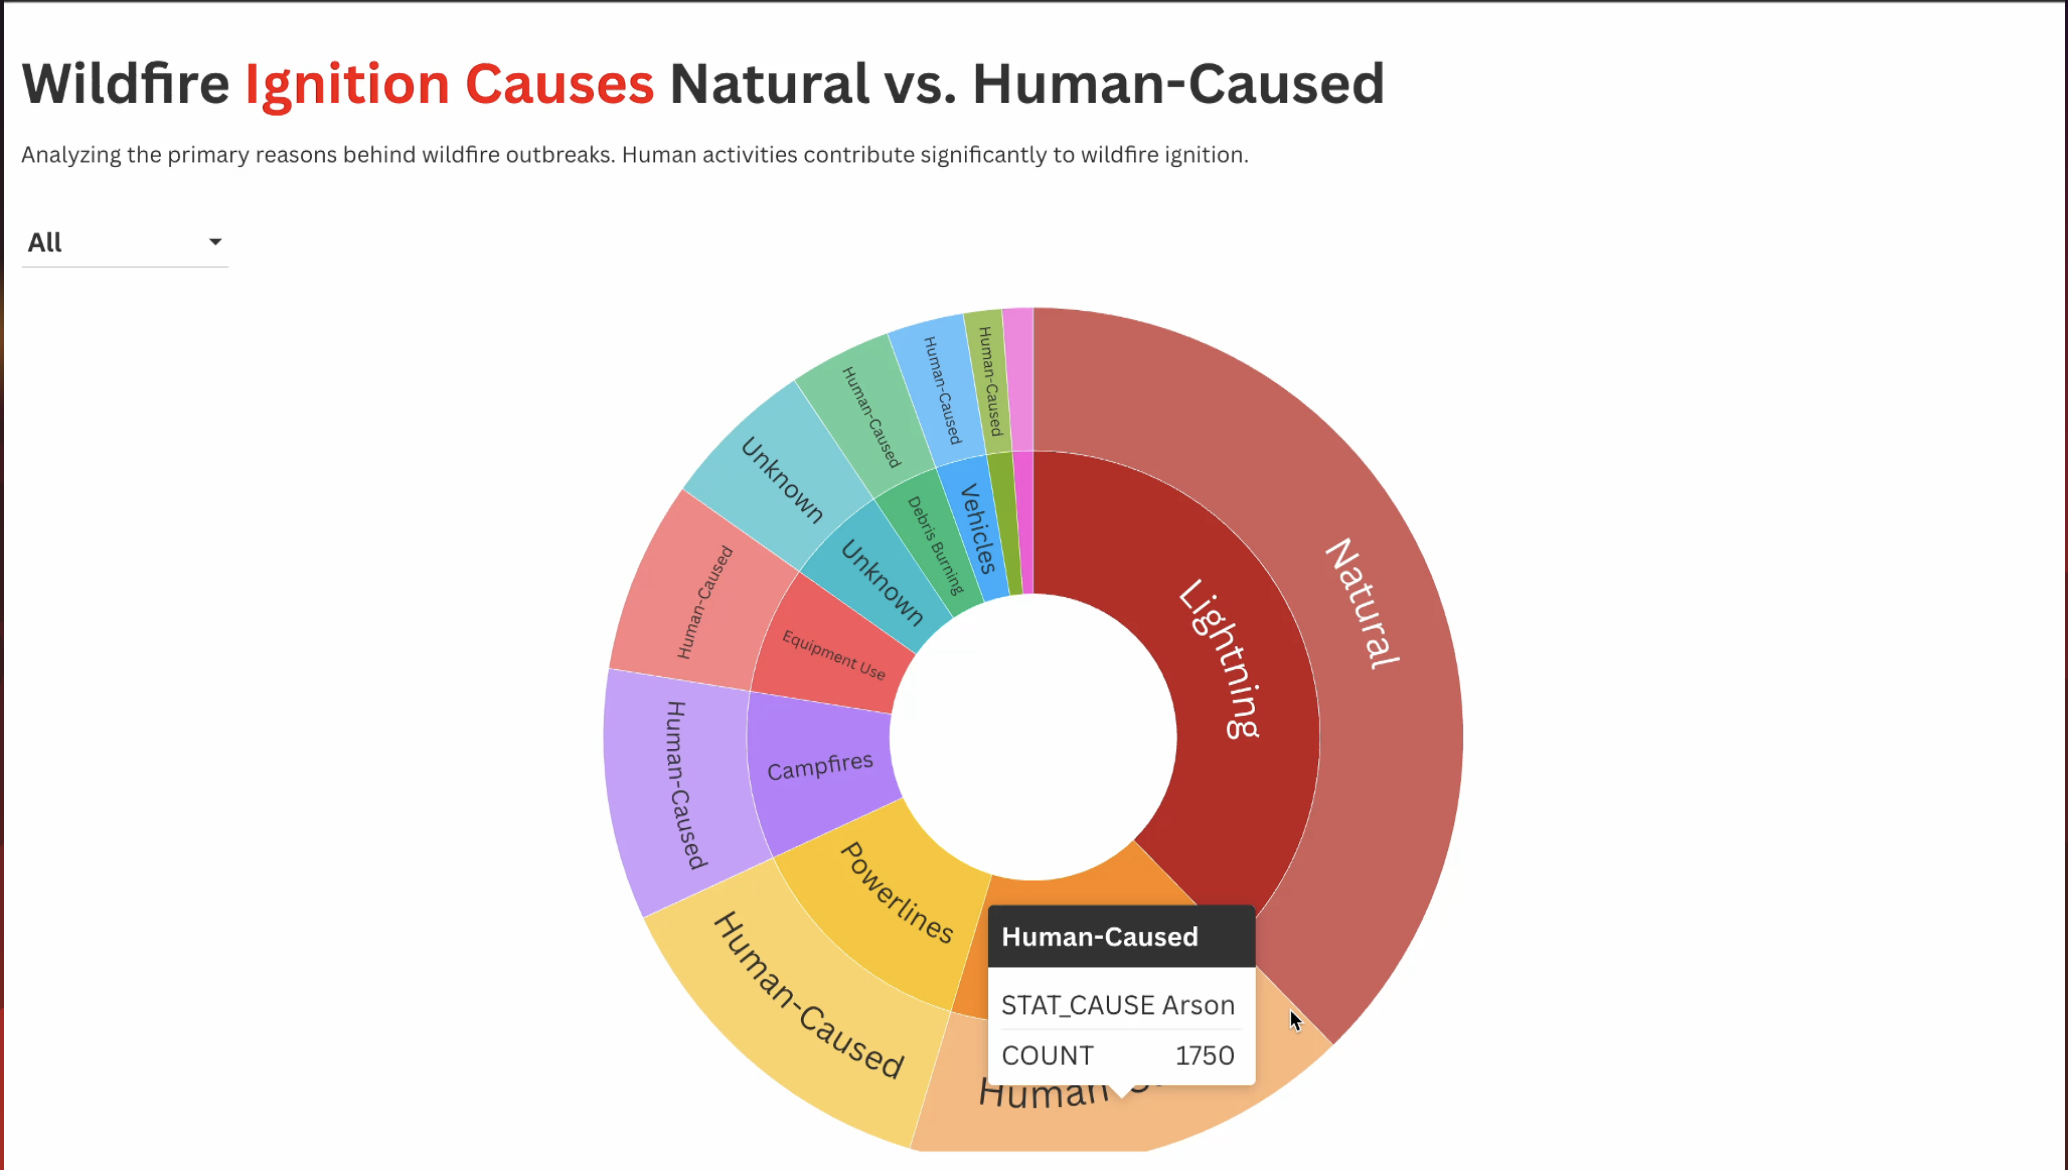 Wildfire Ignition Causes Natural vs. Human-Caused
Analyzing the primary reasons behind wildfire outbreaks. Human activities contribute significantly to wildfire ignition.
All
Human-Caused
Human-Caused
Human-Caused
Unknown
Human-Caused
Human-Caused
Human-Caused
Natural
Lightning
Vehicles
Debris Burning
Unknown
Equipment Use
Campfires
Powerlines
Human-Caused
STAT_CAUSE Arson
COUNT 1750
Human